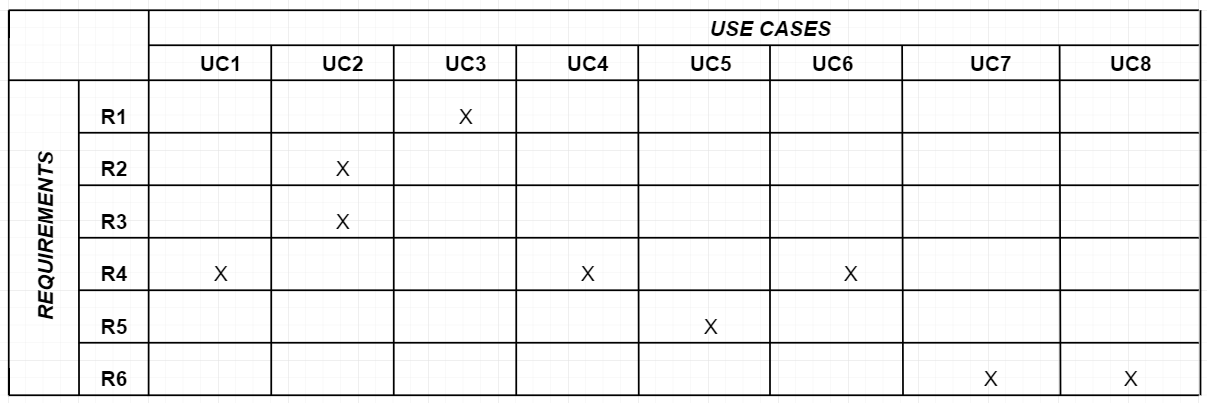 USE CASES
UC1 UC2 UC3 UC4 UC5 UC6 UC7 UC8
REQUIREMENTS
R1 X
R2 X
R3 X
R4 X X X
R5 X
R6 X X